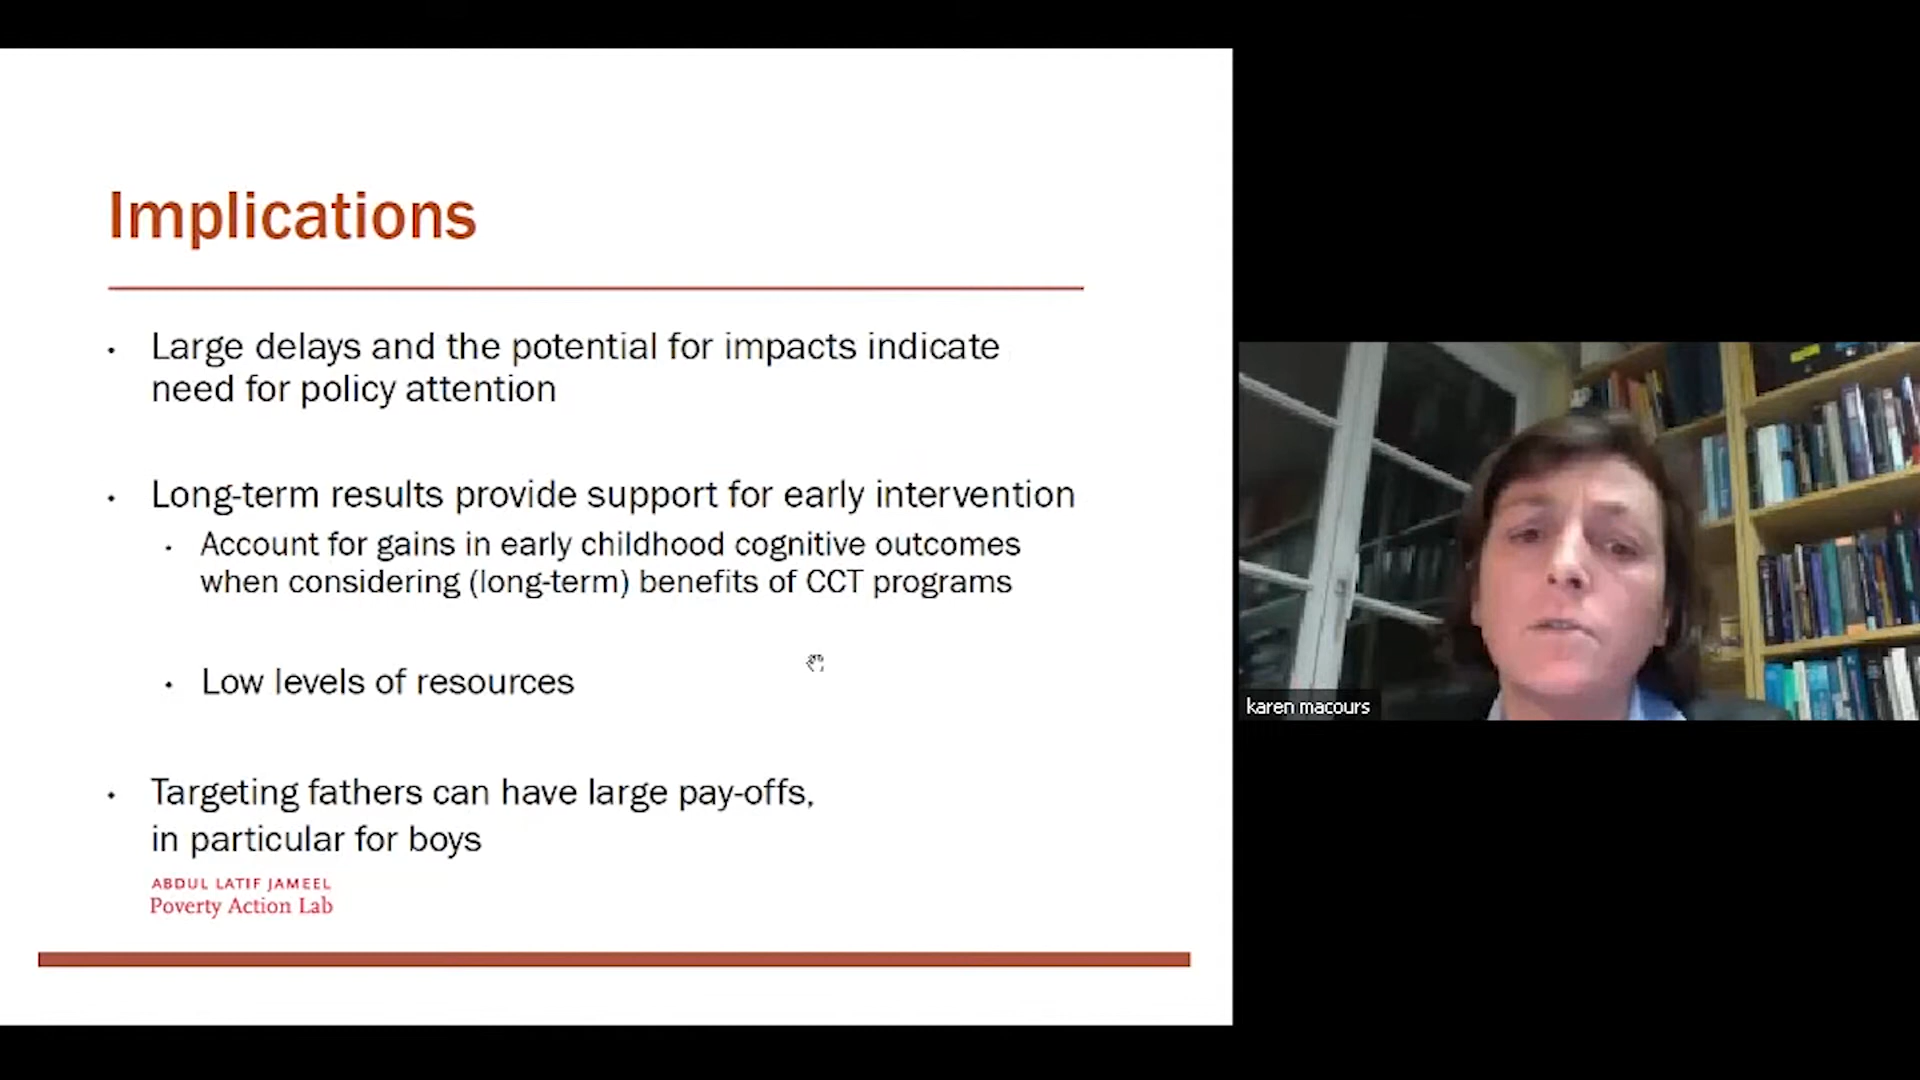 Implications
Large delays and the potential for impacts indicate
need for policy attention
Long-term results provide support for early intervention
Account for gains in early childhood cognitive outcomes
when considering (long-term) benefits of CCT programs
Low levels of resources
Targeting fathers can have large pay-offs,
in particular for boys
ABDUL LATIF JAMEEL
Poverty Action Lab
karen macours